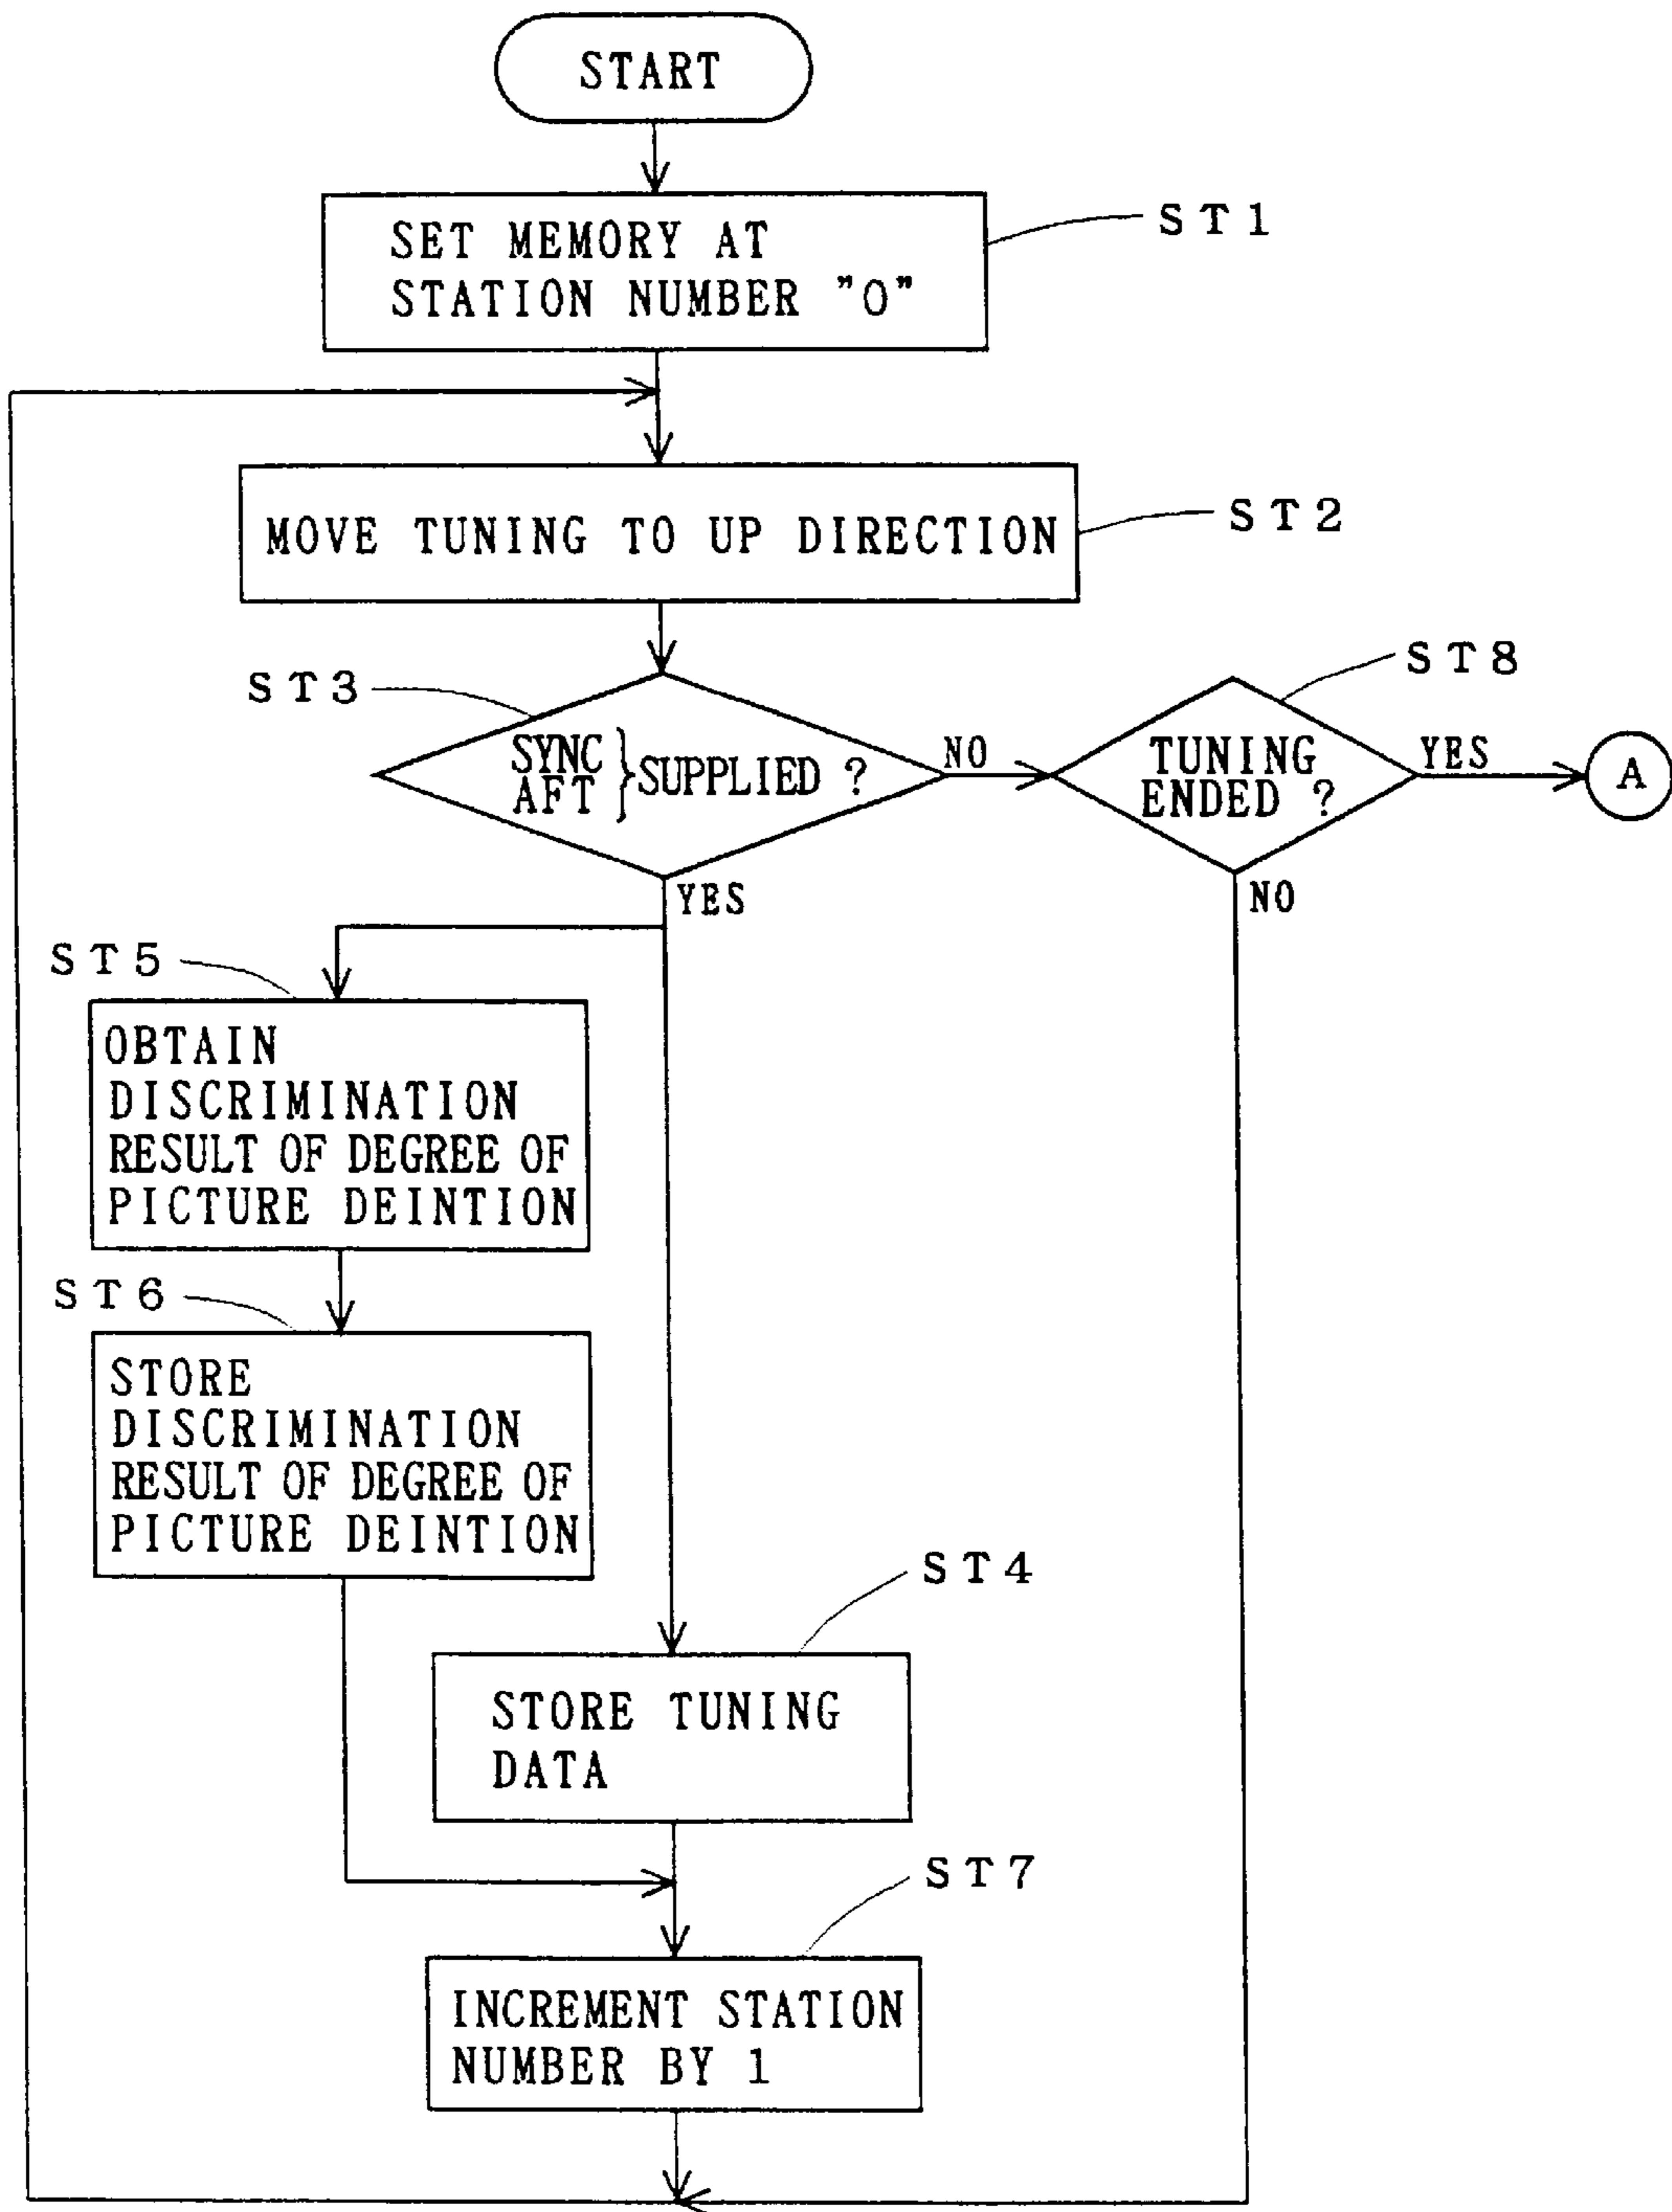 START
SET MEMORY AT
STATION NUMBER "0"
ST1
MOVE TUNING TO UP DIRECTION
ST2
ST3
SYNC
AFT
} SUPPLIED ?
NO
ST8
TUNING
ENDED ?
YES
A
YES
NO
ST5
OBTAIN
DISCRIMINATION
RESULT OF DEGREE OF
PICTURE DEINTION
ST6
STORE
DISCRIMINATION
RESULT OF DEGREE OF
PICTURE DEINTION
ST4
STORE TUNING
DATA
ST7
INCREMENT STATION
NUMBER BY 1